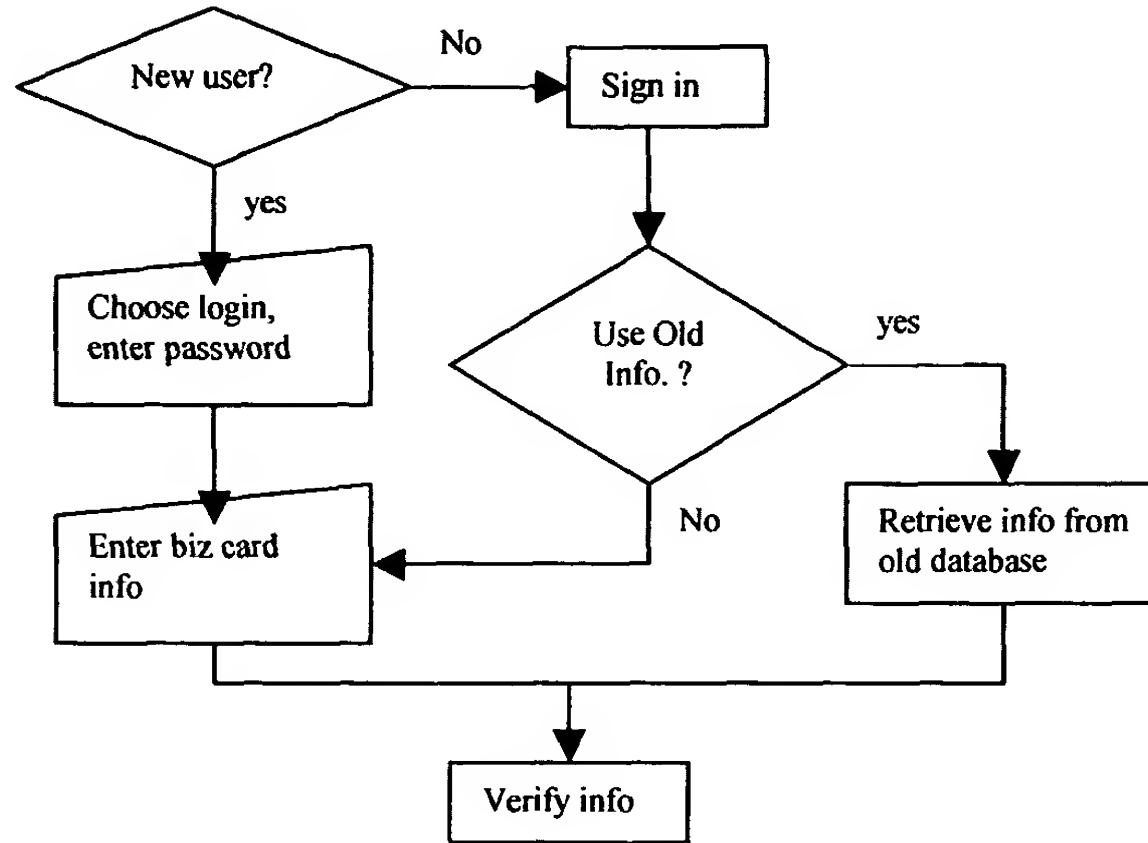 New user?
No
Sign in
yes
Choose login,
enter password
Use Old
Info. ?
yes
Enter biz card
info
No
Retrieve info from
old database
Verify info